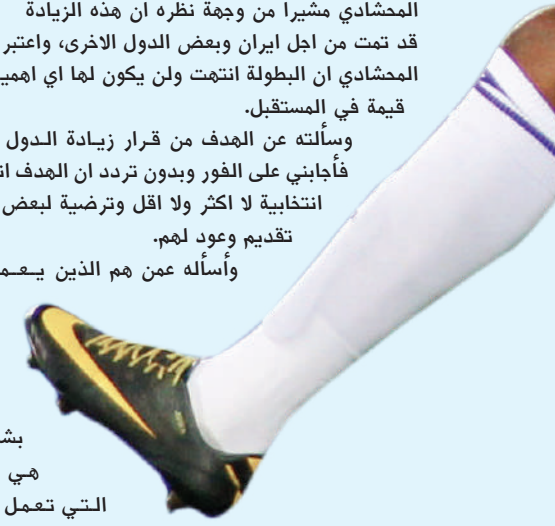 المحشادي مشيرا من وجهة نظره ان هذه الزيادة
قد تمت من اجل ايران وبعض الدول الاخرى، واعتبر
المحشادي ان البطولة انتهت ولن يكون لها اي
قيمة في المستقبل.
وسألته عن الهدف من قرار زيادة الدول
فأجابني على الفور وبدون تردد ان الهدف
انتخابية لا اكثر ولا اقل وترضية لبعض
تقديم وعود لهم.
وأسأله عمن هم الذين
هي
التي تعمل